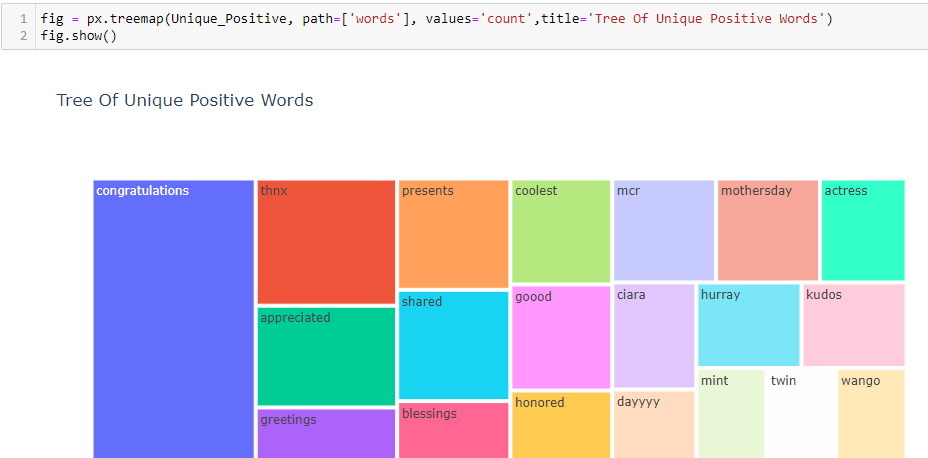 1 fig = px.treemap(Unique_Positive, path=['words'], values='count',title='Tree Of Unique Positive Words')
2 fig.show()
Tree Of Unique Positive Words
congratulations
thnx
presents
coolest
mcr
mothersday
actress
shared
goood
ciara
hurray
kudos
appreciated
greetings
blessings
honored
dayyyy
mint
twin
wango